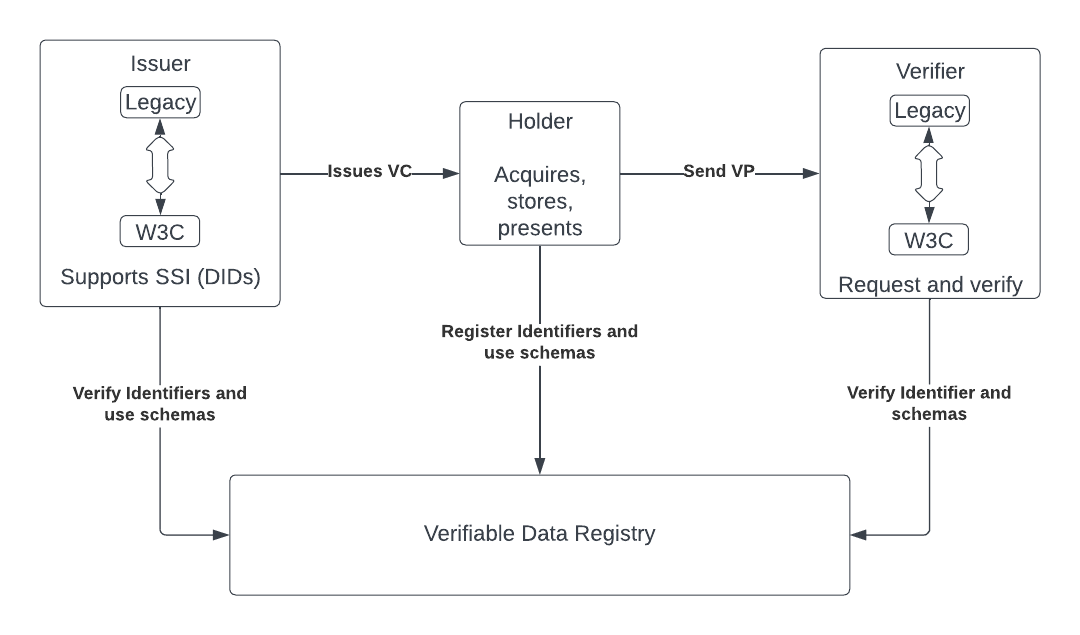 Issuer
Legacy
W3C
Supports SSI (DIDs)
Issues VC
Holder
Acquires,
stores,
presents
Send VP
Verifier
Legacy
W3C
Request and verify
Verify Identifiers and
use schemas
Register Identifiers and
use schemas
Verify Identifier and
schemas
Verifiable Data Registry